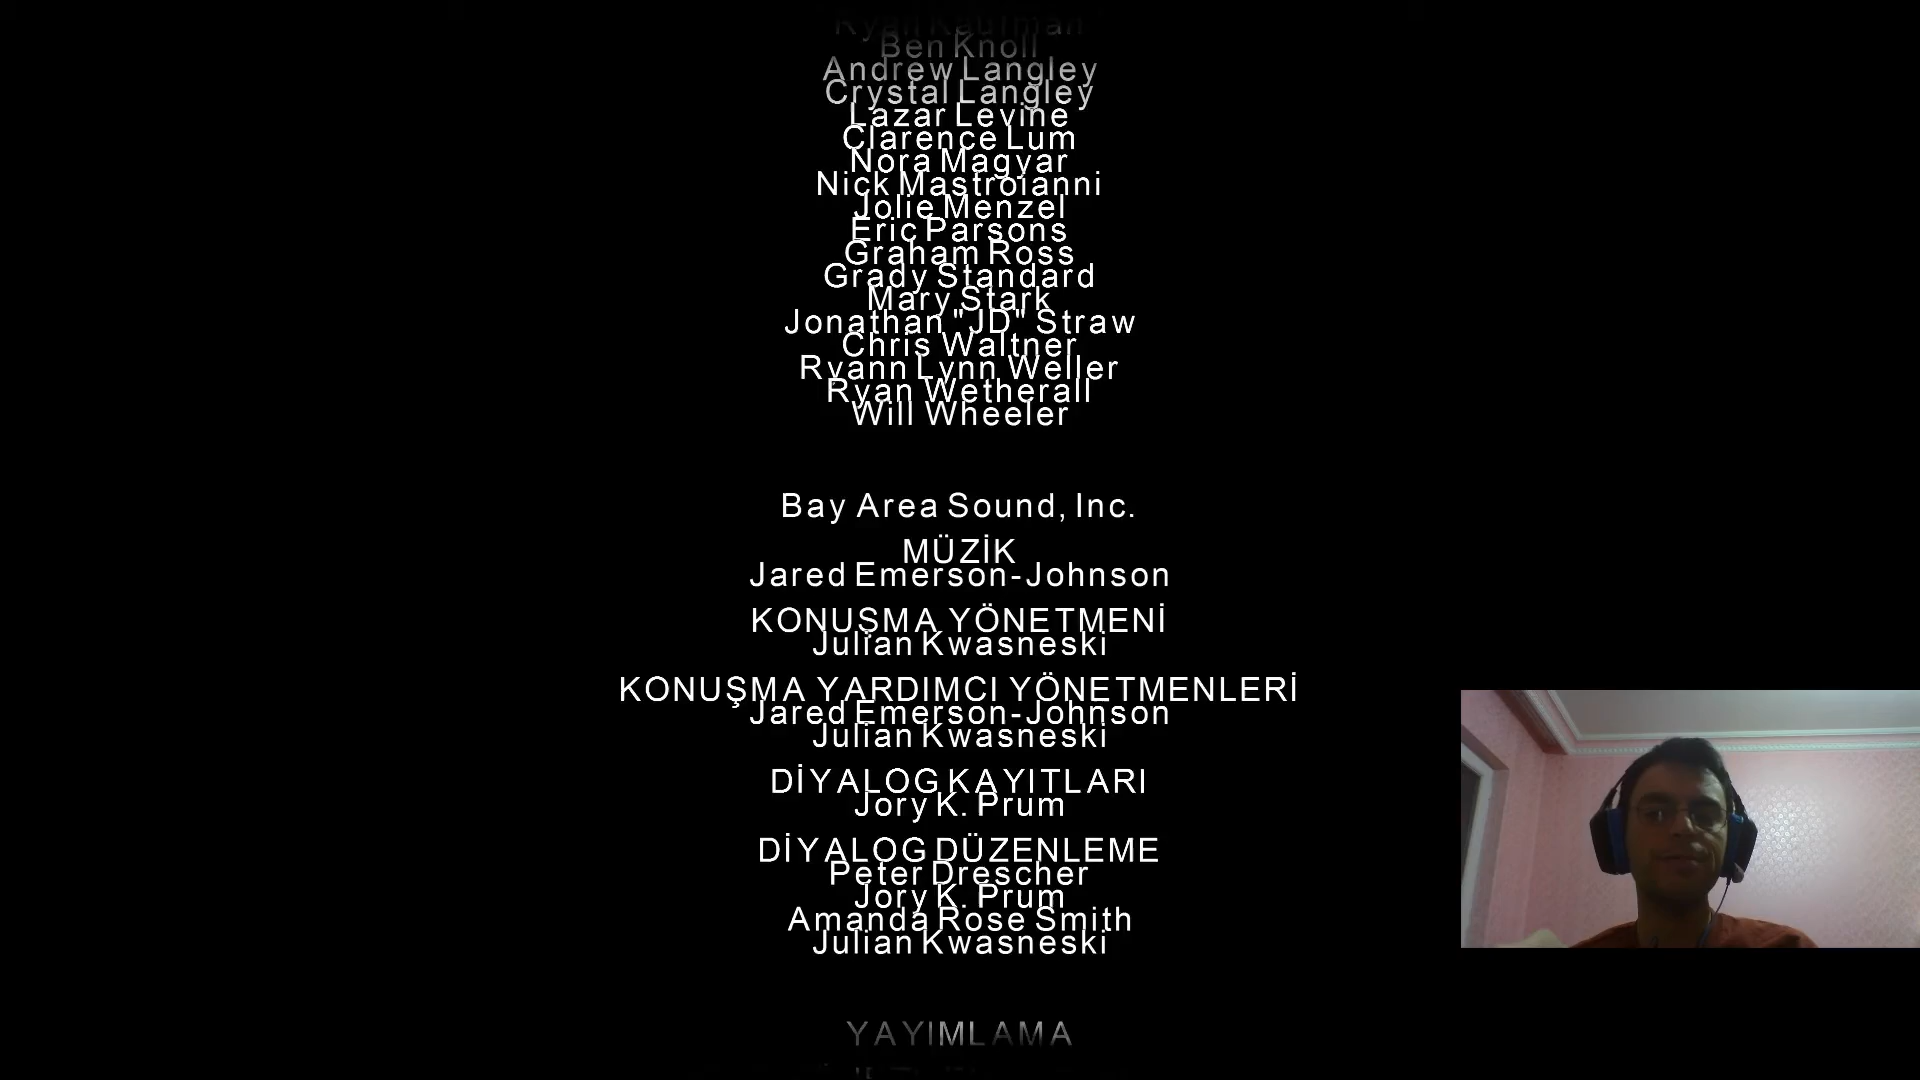 Ryan Kaufman
Ben Knoll
Andrew Langley
Crystal Langley
Lazar Levine
Clarence Lum
Nora Magyar
Nick Mastroianni
Jolie Menzel
Eric Parsons
Graham Ross
Grady Standard
Mary Stark
Jonathan "JD" Straw
Chris Waltner
Ryann Lynn Weller
Ryan Wetherall
Will Wheeler
Bay Area Sound, Inc.
MÜZİK
Jared Emerson-Johnson
KONUŞMA YÖNETMENİ
Julian Kwasneski
KONUŞMA YARDIMCI YÖNETMENLERİ
Jared Emerson-Johnson
Julian Kwasneski
DİYALOG KAYITLARI
Jory K. Prum
DİYALOG DÜZENLEME
Peter Drescher
Jory K. Prum
Amanda Rose Smith
Julian Kwasneski
YAYIMLAMA